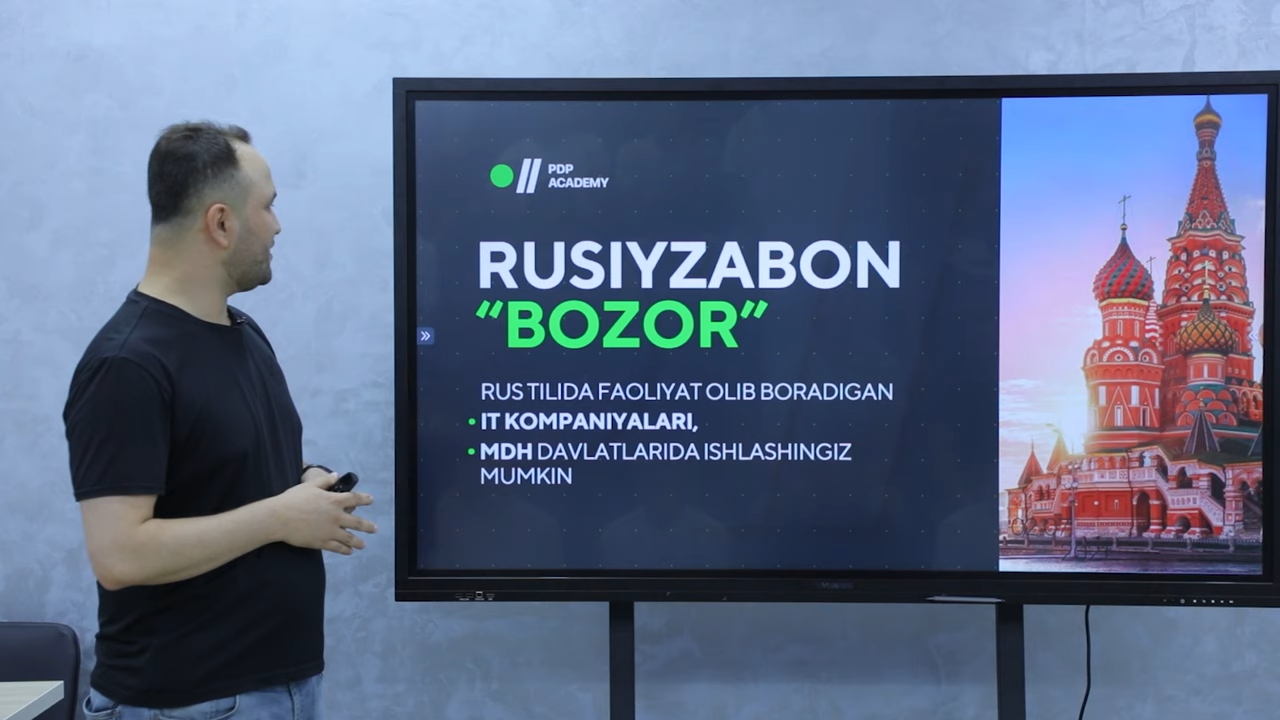 PDP
ACADEMY
RUSIYZABON
“BOZOR”
RUS TILIDA FAOLIYAT OLIB BORADIGAN
• IT KOMPANIYALARI,
• MDH DAVLATLARIDA ISHLASHINGIZ
MUMKIN